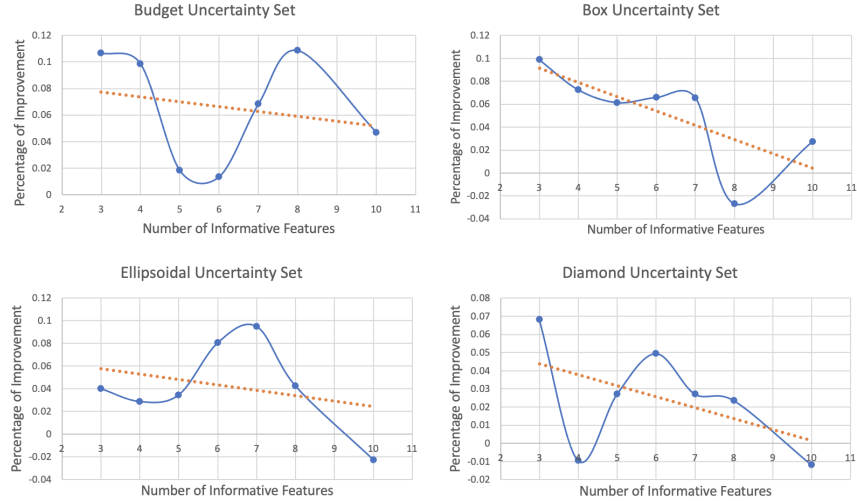 Budget Uncertainty Set
Percentage of Improvement
0.12
0.1
0.08
0.06
0.04
0.02
0
2 3 4 5 6 7 8 9 10 11
Number of Informative Features
Box Uncertainty Set
Percentage of Improvement
0.12
0.1
0.08
0.06
0.04
0.02
0
-0.02
-0.04
2 3 4 5 6 7 8 9 10 11
Number of Informative Features
Ellipsoidal Uncertainty Set
Percentage of Improvement
0.12
0.1
0.08
0.06
0.04
0.02
0
-0.02
-0.04
2 3 4 5 6 7 8 9 10 11
Number of Informative Features
Diamond Uncertainty Set
Percentage of Improvement
0.08
0.07
0.06
0.05
0.04
0.03
0.02
0.01
0
-0.01
-0.02
2 3 4 5 6 7 8 9 10 11
Number of Informative Features